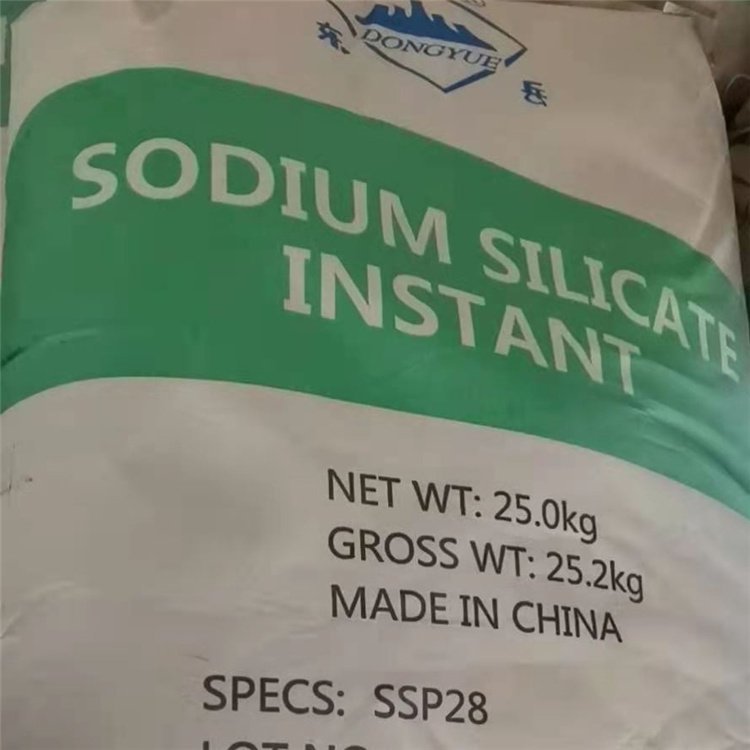 东 DONGYUE 岳
SODIUM SILICATE
INSTANT
NET WT: 25.0kg
GROSS WT: 25.2kg
MADE IN CHINA
SPECS: SSP28